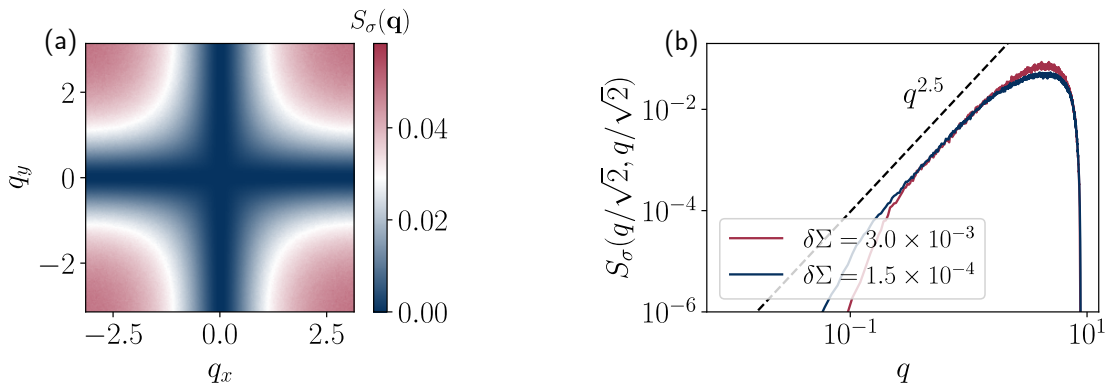 (a)
S_σ(𝐪)
2
0
−2
q_y
−2.5
0.0
2.5
q_x
0.04
0.02
0.00
(b)
S_σ(q/√2, q/√2)
10^{−2}
10^{−4}
10^{−6}
q^{2.5}
δΣ = 3.0 × 10^{−3}
δΣ = 1.5 × 10^{−4}
10^{−1}
10^{1}
q